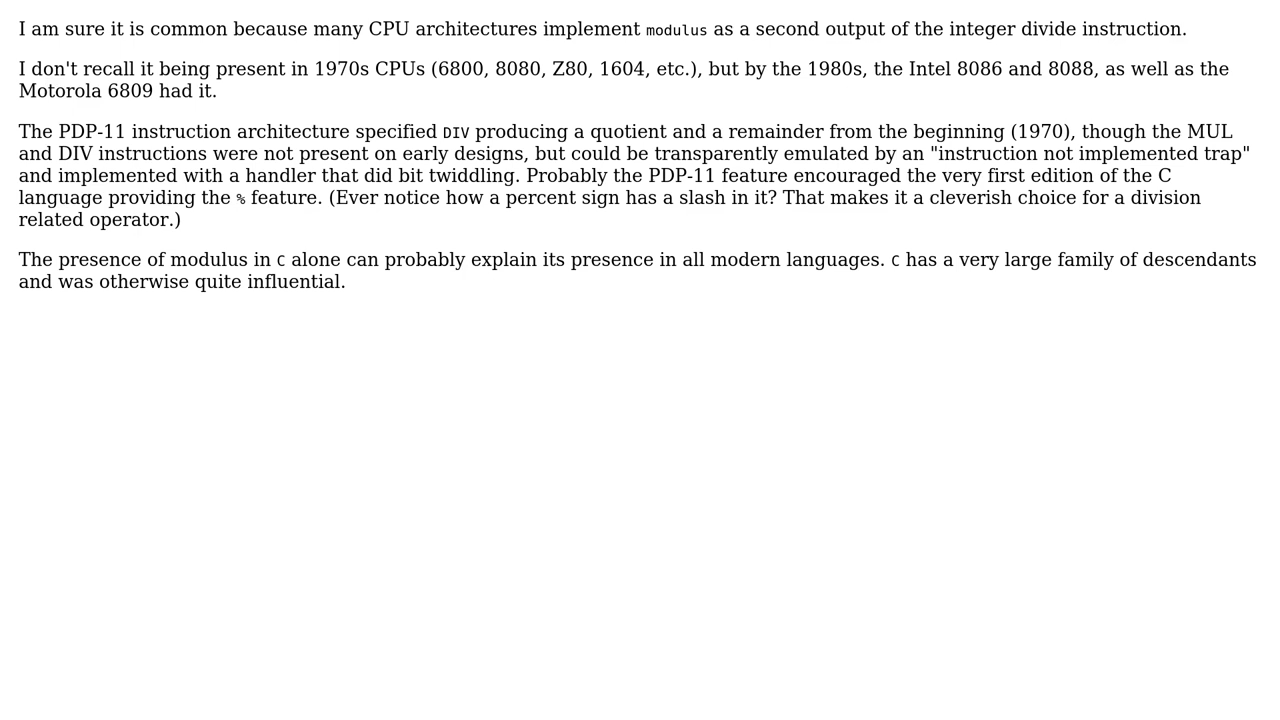 I am sure it is common because many CPU architectures implement modulus as a second output of the integer divide instruction.
I don't recall it being present in 1970s CPUs (6800, 8080, Z80, 1604, etc.), but by the 1980s, the Intel 8086 and 8088, as well as the
Motorola 6809 had it.
The PDP-11 instruction architecture specified DIV producing a quotient and a remainder from the beginning (1970), though the MUL
and DIV instructions were not present on early designs, but could be transparently emulated by an "instruction not implemented trap"
and implemented with a handler that did bit twiddling. Probably the PDP-11 feature encouraged the very first edition of the C
language providing the % feature. (Ever notice how a percent sign has a slash in it? That makes it a cleverish choice for a division
related operator.)
The presence of modulus in C alone can probably explain its presence in all modern languages. C has a very large family of descendants
and was otherwise quite influential.